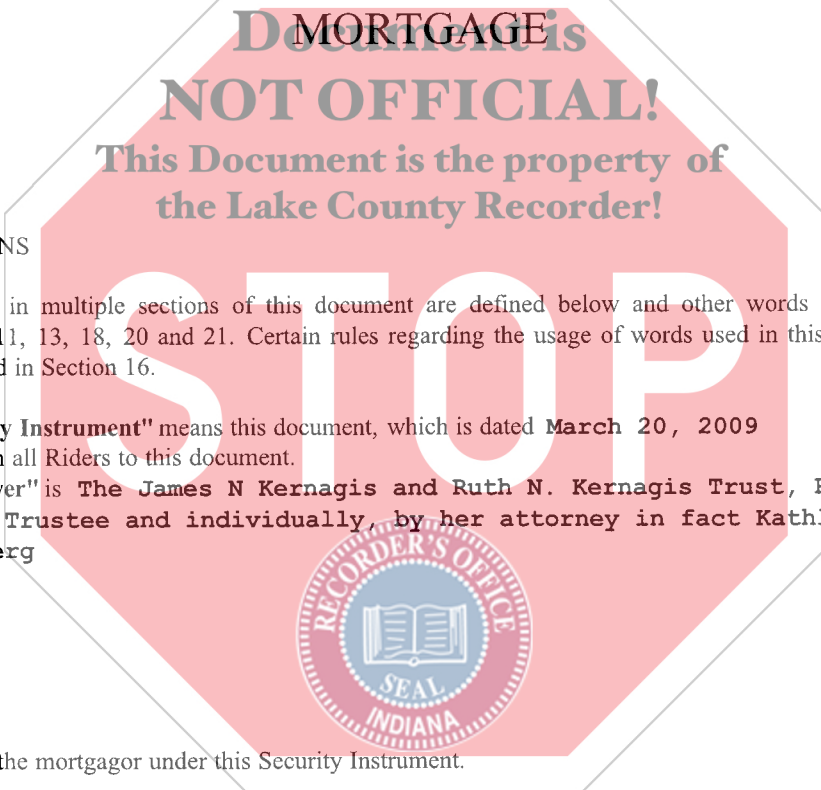 MORTGAGE
Document is
NOT OFFICIAL!
This Document is the property of
the Lake County Recorder!
NS
in multiple sections of this document are defined below and other words
11, 13, 18, 20 and 21. Certain rules regarding the usage of words used in this
d in Section 16.
y Instrument" means this document, which is dated March 20, 2009
n all Riders to this document.
er" is The James N Kernagis and Ruth N. Kernagis Trust,
Trustee and individually, by her attorney in fact Kathl
erg
STOP
RECORDER'S OFFICE
SEAL
INDIANA
the mortgagor under this Security Instrument.